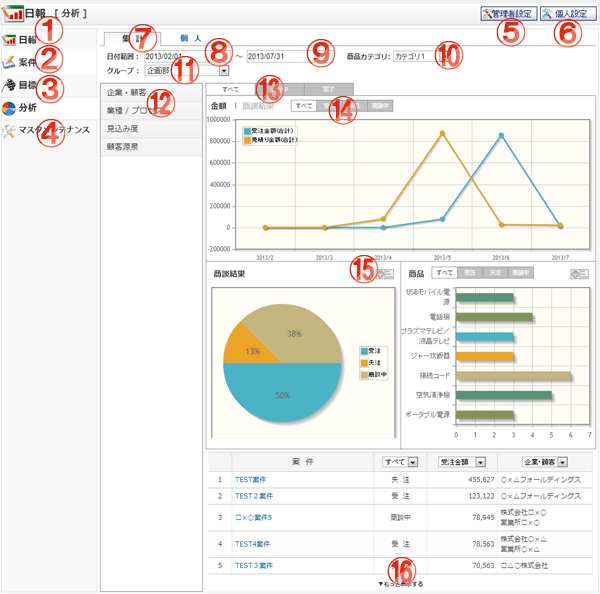 日報 [ 分析 ]
管理者設定
個人設定
① 日報
② 案件
③ 目標
分析
④ マスタメンテナンス
⑤
⑥
⑦ 集計
個 人
日付範囲: 2013/02/01 ⑧ ～ 2013/07/31 ⑨ 商品カテゴリ: カテゴリ1 ⑩
グループ: 企画部 ⑪
企業・顧客
業種 / プロセス ⑫
見込み度
顧客源泉
すべて ⑬ 中 完了
金額 | 商談結果 すべて ⑭ 商談中
受注金額(合計)
見積り金額(合計)
1000000
800000
600000
400000
200000
0
-200000
2013/2 2013/3 2013/4 2013/5 2013/6 2013/7
商談結果 ⑮
38%
13%
50%
受注
失注
商談中
商品 すべて 受注 失注 商談中
USBモバイル電源
電話機
プラズマテレビ／液晶テレビ
ジャー炊飯器
接続コード
空気清浄機
ポータブル電源
0 1 2 3 4 5 6 7
案 件 すべて 受注金額 企業・顧客
1 TEST案件 失 注 455,627 ○×△フォールディングス
2 TEST２案件 受 注 123,123 ○×△フォールディングス
3 □×○案件5 商談中 78,945 株式会社□×○
営業所□×○
4 TEST4案件 受 注 78,563 株式会社○×△
営業所○×△
5 TEST３案件 70,563 □△○株式会社
⑯
▼もっと表示する